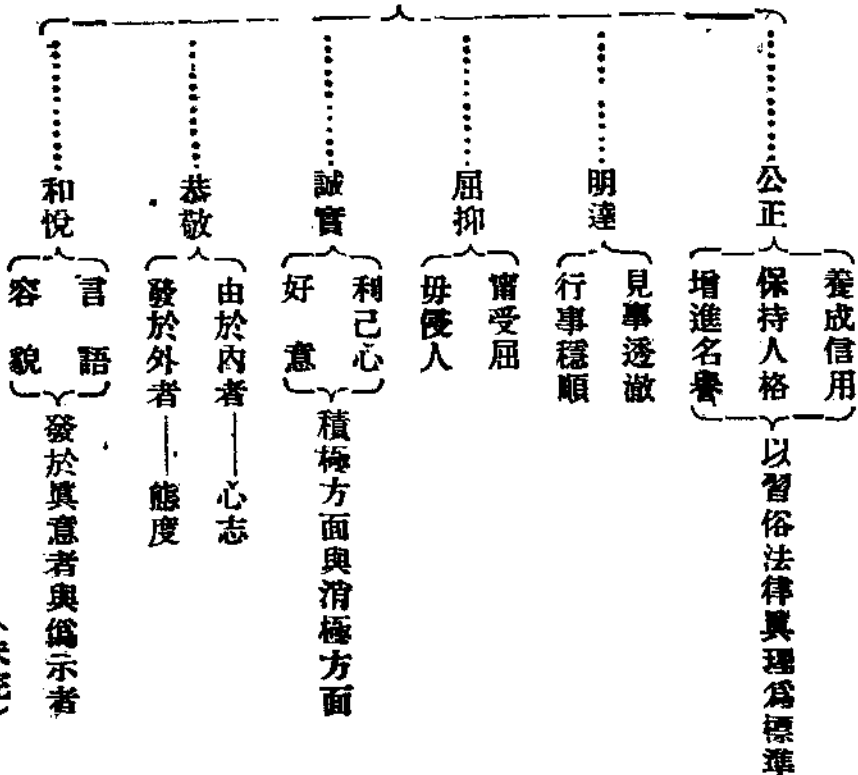 公正
養成信用
保持人格
增進名譽
以習俗法律眞理爲標準
明達
見事透澈
行事穩順
屈抑
甯受屈
毋侵人
誠實
利己心
好意
積極方面與消極方面
恭敬
由於內者——心志
發於外者——態度
和悅
言語
容貌
發於眞意者與僞示者